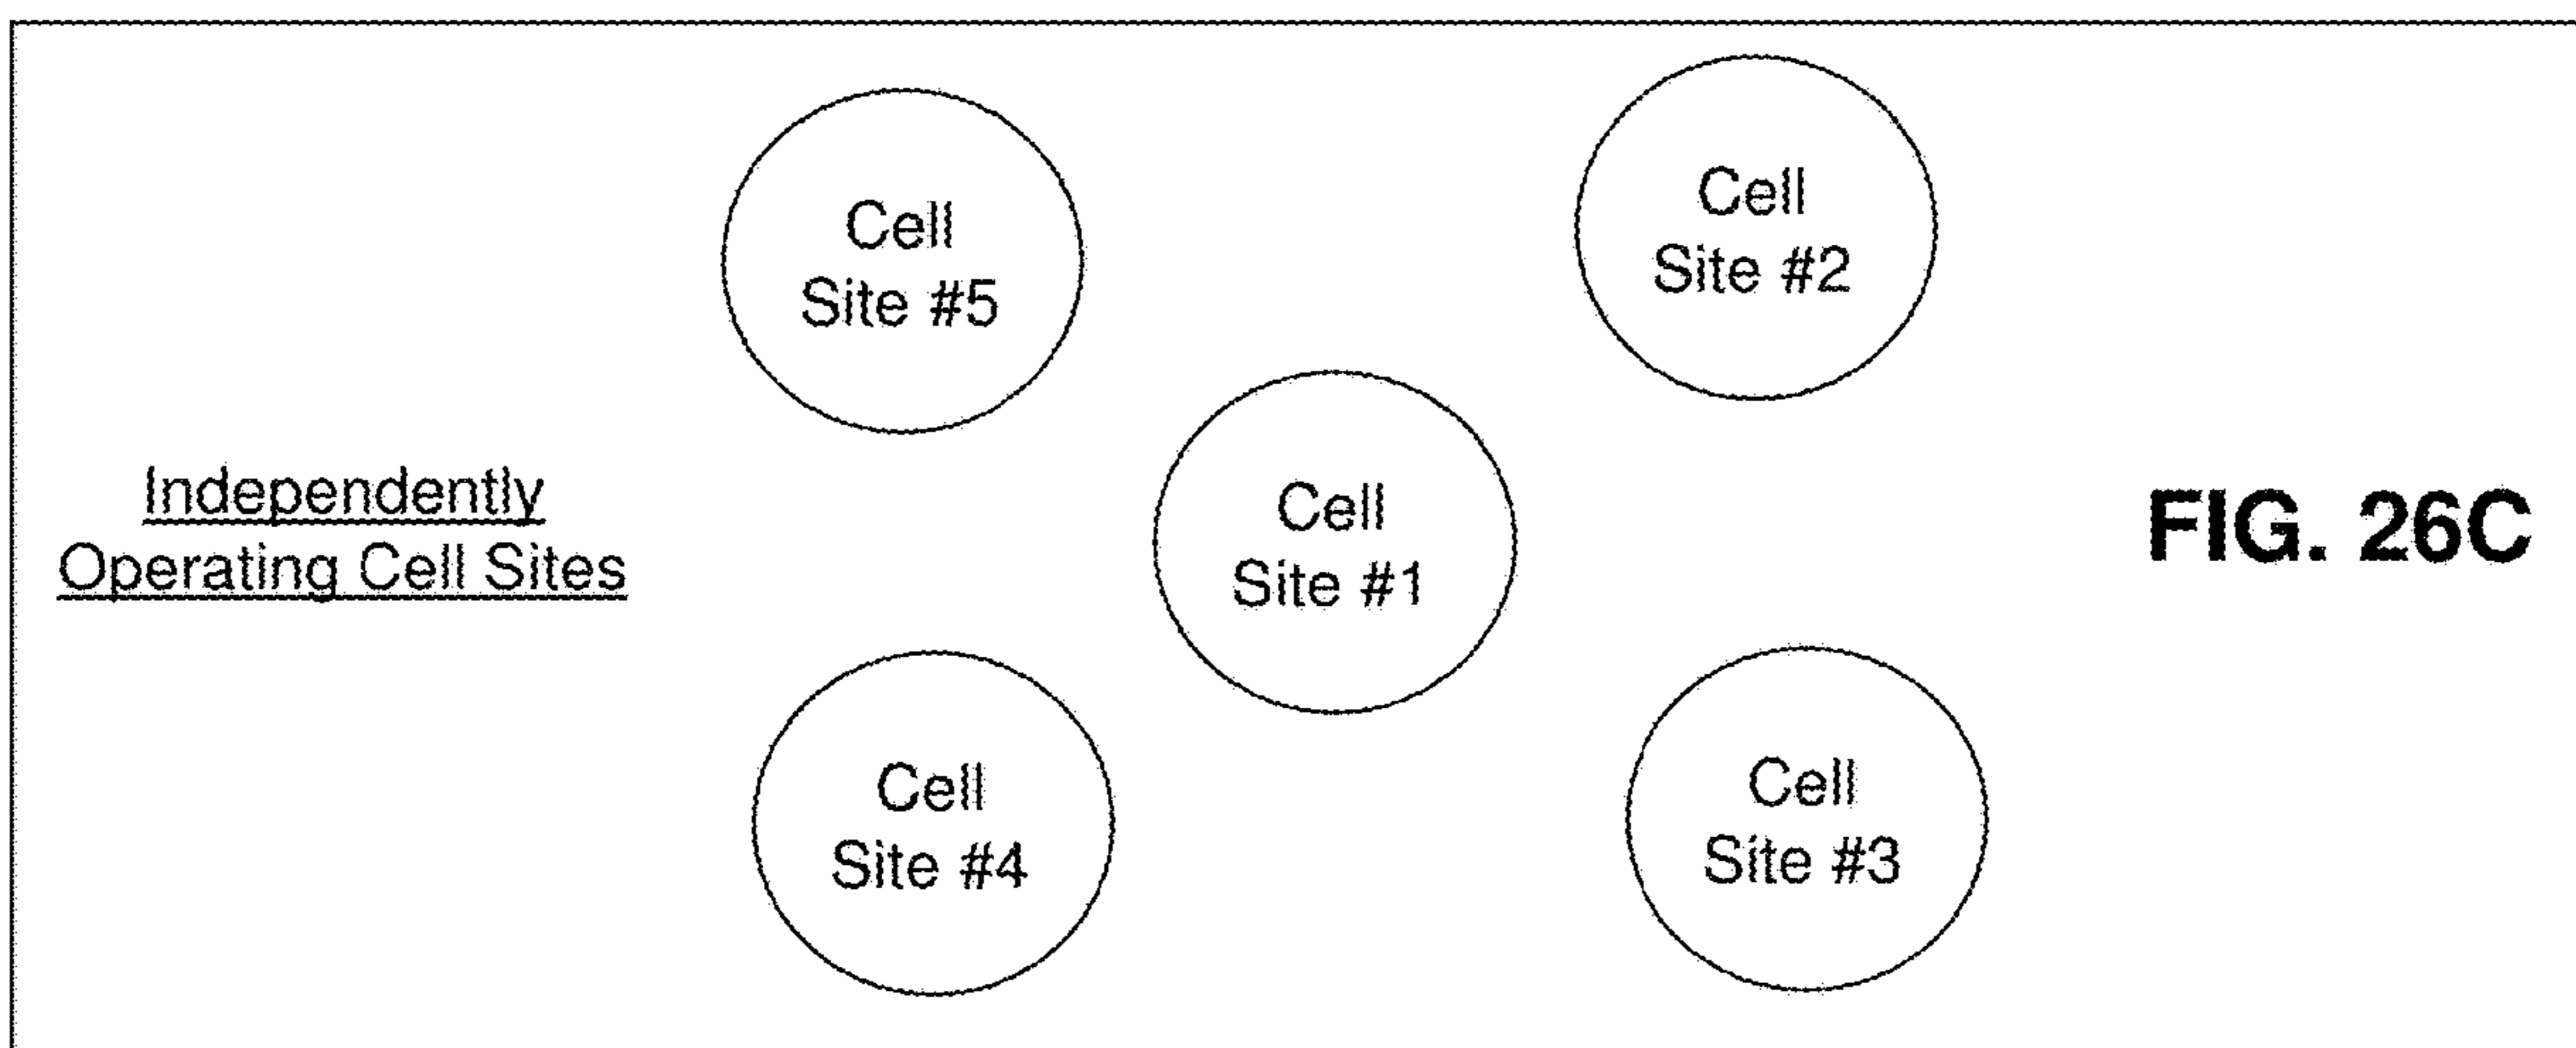 Cell
Site #5
Cell
Site #2
Independently
Operating Cell Sites
Cell
Site #1
FIG. 26C
Cell
Site #4
Cell
Site #3